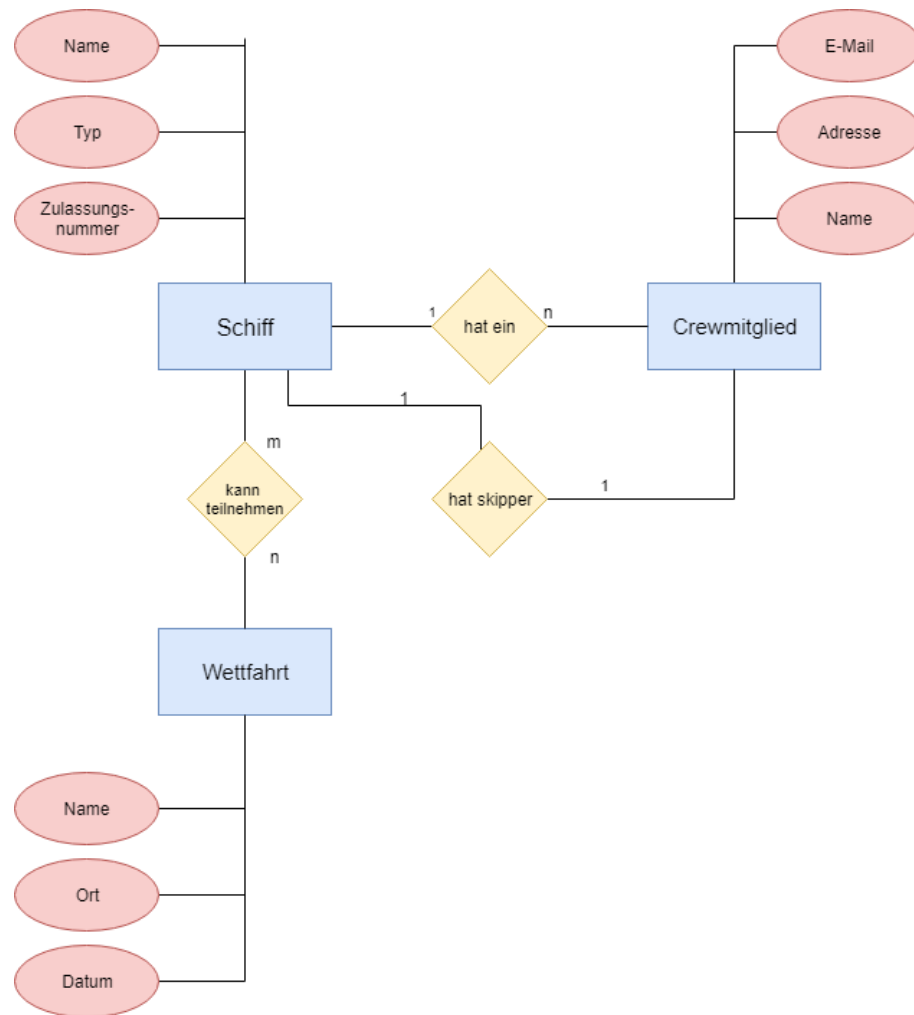 Name
E-Mail
Typ
Adresse
Zulassungs-
nummer
Name
Schiff
1
hat ein
n
Crewmitglied
1
m
kann
teilnehmen
hat skipper
1
n
Wettfahrt
Name
Ort
Datum